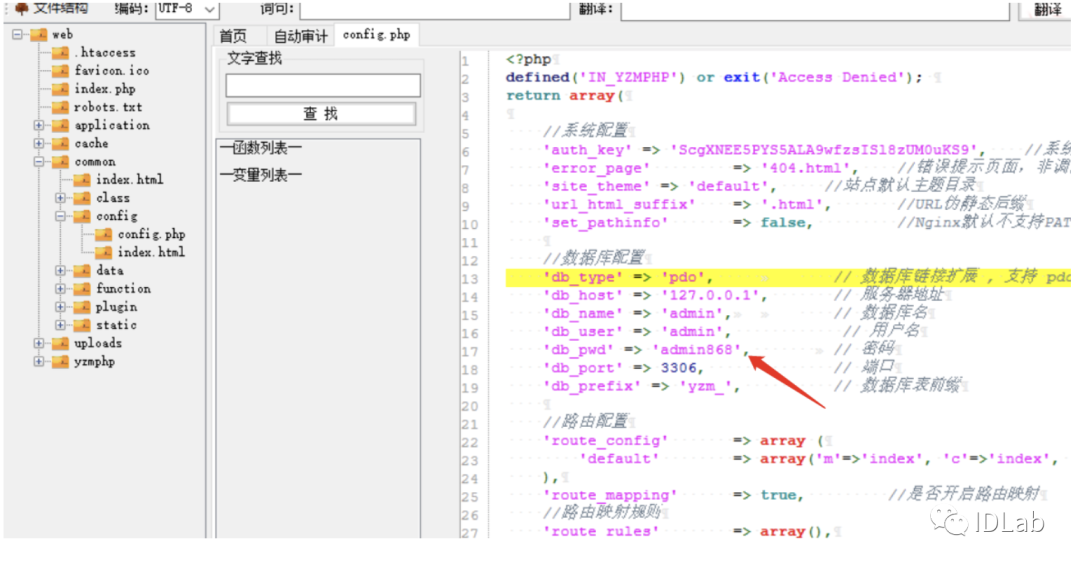 文件结构 编码: UTF-8 词句: 翻译: 翻译
web
.htaccess
favicon.ico
index.php
robots.txt
application
cache
common
index.html
class
config
config.php
index.html
data
function
plugin
static
uploads
yzmphp
首页 自动审计 config.php
文字查找
查 找
—函数列表—
—变量列表—
1 <?php
2 defined('IN_YZMPHP') or exit('Access Denied');
3 return array(
4
5 //系统配置
6 'auth_key' => 'ScgXNEE5PYS5ALA9wfzsISl8zUM0uKS9', //系统
7 'error_page' => '404.html', //错误提示页面，非调
8 'site_theme' => 'default', //站点默认主题目录
9 'url_html_suffix' => '.html', //URL伪静态后缀
10 'set_pathinfo' => false, //Nginx默认不支持PAT
11
12 //数据库配置
13 'db_type' => 'pdo', // 数据库链接扩展 , 支持 pdo
14 'db_host' => '127.0.0.1', // 服务器地址
15 'db_name' => 'admin', // 数据库名
16 'db_user' => 'admin', // 用户名
17 'db_pwd' => 'admin868', // 密码
18 'db_port' => 3306, // 端口
19 'db_prefix' => 'yzm_', // 数据库表前缀
20
21 //路由配置
22 'route_config' => array (
23 'default' => array('m'=>'index', 'c'=>'index',
24 ),
25 'route_mapping' => true, //是否开启路由映射
26 //路由映射规则
27 'route_rules' => array(),
IDLab